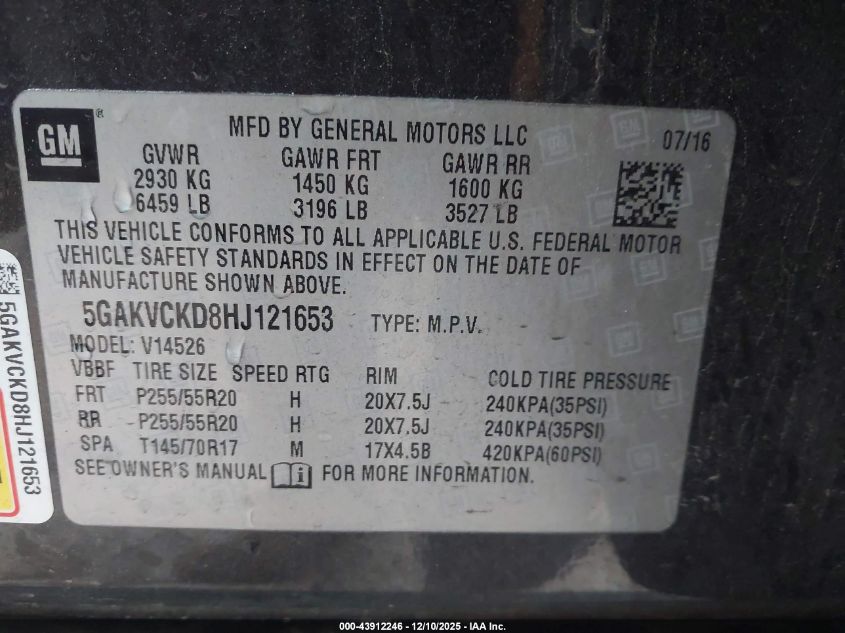 GM®
MFD BY GENERAL MOTORS LLC 07/16
GVWR GAWR FRT GAWR RR
2930 KG 1450 KG 1600 KG
6459 LB 3196 LB 3527 LB
THIS VEHICLE CONFORMS TO ALL APPLICABLE U.S. FEDERAL MOTOR
VEHICLE SAFETY STANDARDS IN EFFECT ON THE DATE OF
MANUFACTURE SHOWN ABOVE.
5GAKVCKD8HJ121653 TYPE: M.P.V.
MODEL: V14526
VBBF TIRE SIZE SPEED RTG RIM COLD TIRE PRESSURE
FRT P255/55R20 H 20X7.5J 240KPA(35PSI)
RR P255/55R20 H 20X7.5J 240KPA(35PSI)
SPA T145/70R17 M 17X4.5B 420KPA(60PSI)
SEE OWNER'S MANUAL FOR MORE INFORMATION.
5GAKVCKD8HJ121653
000-43912246 - 12/10/2025 - IAA Inc.